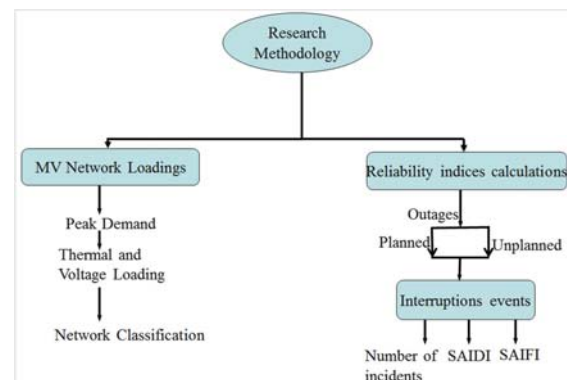 Research
Methodology
MV Network Loadings
Reliability indices calculations
Peak Demand
Thermal and
Voltage Loading
Network Classification
Outages
Planned
Unplanned
Interruptions events
Number of
incidents
SAIDI
SAIFI